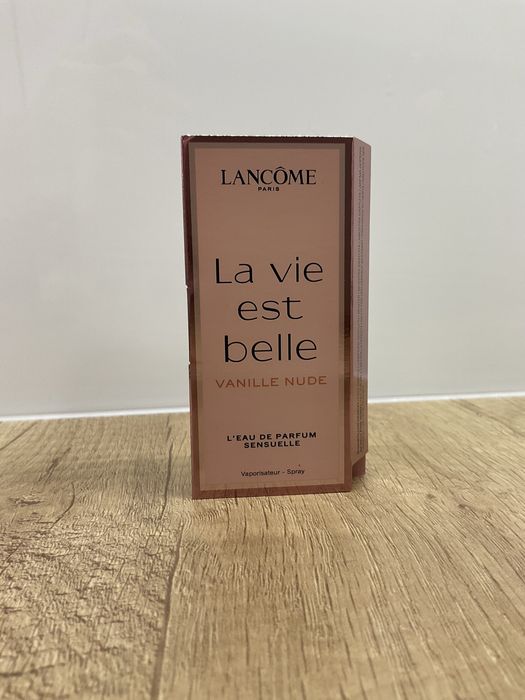 LANCÔME
PARIS
La vie
est
belle
VANILLE NUDE
L'EAU DE PARFUM
SENSUELLE
Vaporisateur - Spray